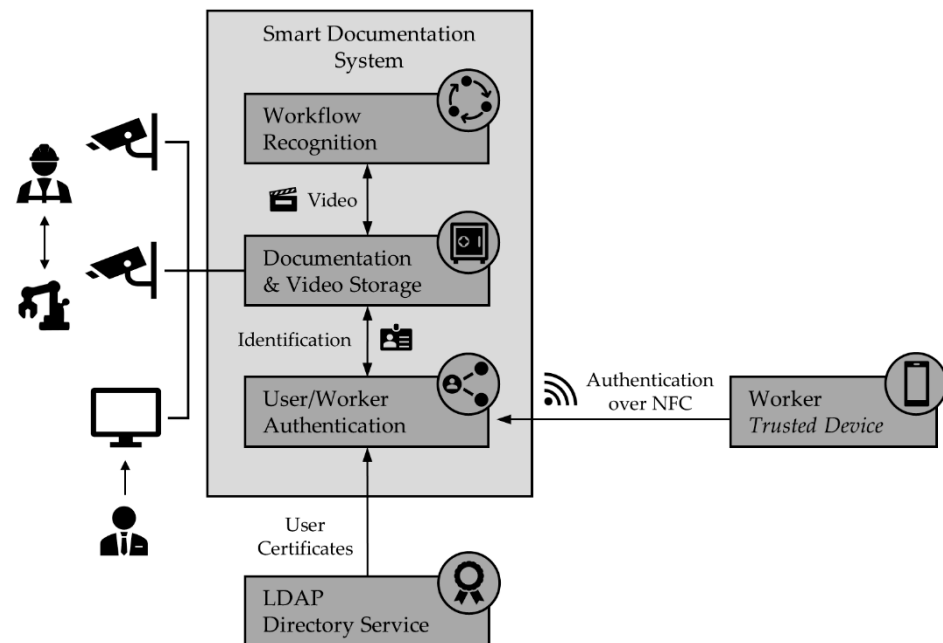 Smart Documentation
System
Workflow
Recognition
Video
Documentation
& Video Storage
Identification
User/Worker
Authentication
Authentication
over NFC
Worker
Trusted Device
User
Certificates
LDAP
Directory Service